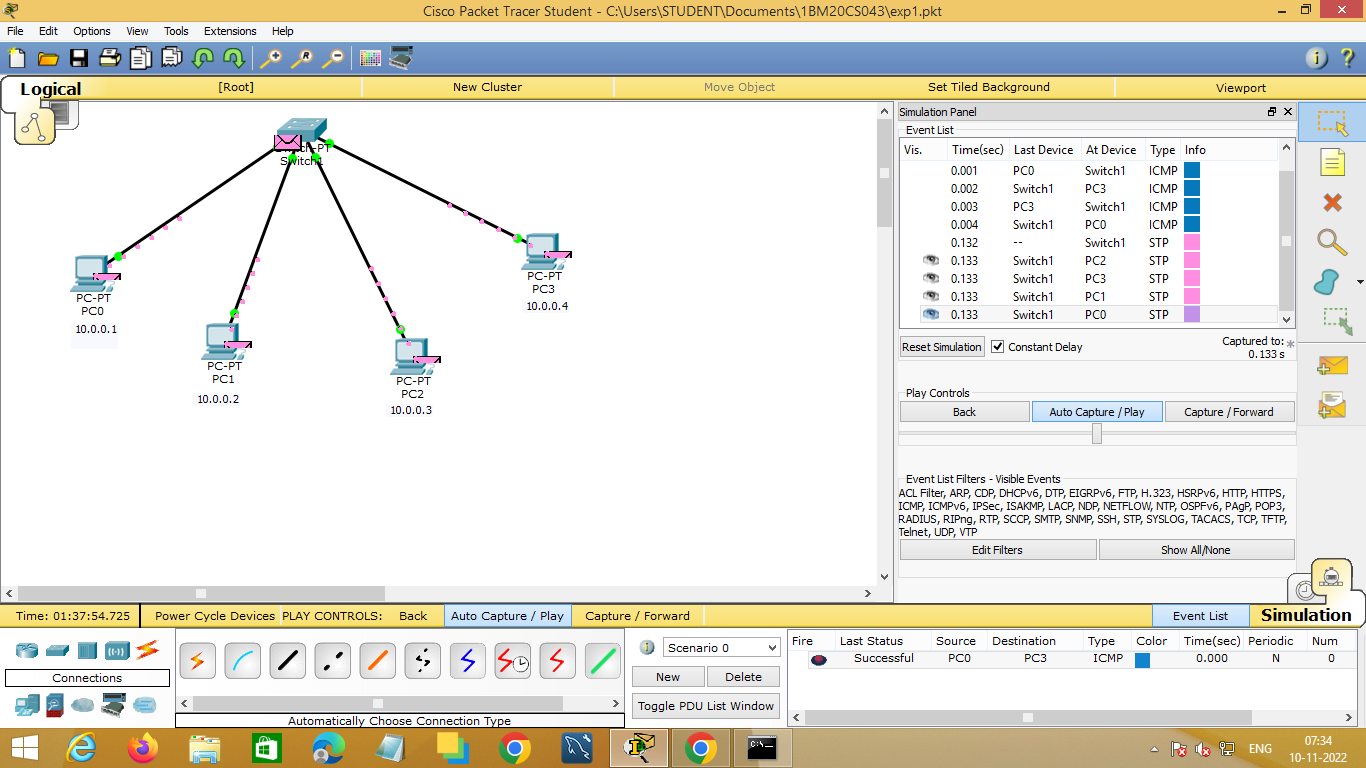 Cisco Packet Tracer Student - C:\Users\STUDENT\Documents\1BM20CS043\exp1.pkt
File Edit Options View Tools Extensions Help
Logical [Root] New Cluster Move Object Set Tiled Background Viewport
Switch1
PC-PT
PC0
10.0.0.1
PC-PT
PC1
10.0.0.2
PC-PT
PC2
10.0.0.3
PC-PT
PC3
10.0.0.4
Simulation Panel
Event List
Vis. Time(sec) Last Device At Device Type Info
0.001 PC0 Switch1 ICMP
0.002 Switch1 PC3 ICMP
0.003 PC3 Switch1 ICMP
0.004 Switch1 PC0 ICMP
0.132 -- Switch1 STP
0.133 Switch1 PC2 STP
0.133 Switch1 PC3 STP
0.133 Switch1 PC1 STP
0.133 Switch1 PC0 STP
Reset Simulation Constant Delay Captured to: *
0.133 s
Play Controls
Back Auto Capture / Play Capture / Forward
Event List Filters - Visible Events
ACL Filter, ARP, CDP, DHCPv6, DTP, EIGRPv6, FTP, H.323, HSRPv6, HTTP, HTTPS,
ICMP, ICMPv6, IPSec, ISAKMP, LACP, NDP, NETFLOW, NTP, OSPFv6, PAgP, POP3,
RADIUS, RIPng, RTP, SCCP, SMTP, SNMP, SSH, STP, SYSLOG, TACACS, TCP, TFTP,
Telnet, UDP, VTP
Edit Filters Show All/None
Time: 01:37:54.725 Power Cycle Devices PLAY CONTROLS: Back Auto Capture / Play Capture / Forward Event List Simulation
Connections
Automatically Choose Connection Type
Scenario 0
New Delete
Toggle PDU List Window
Fire Last Status Source Destination Type Color Time(sec) Periodic Num
Successful PC0 PC3 ICMP 0.000 N 0
C:\
ENG
07:34
10-11-2022